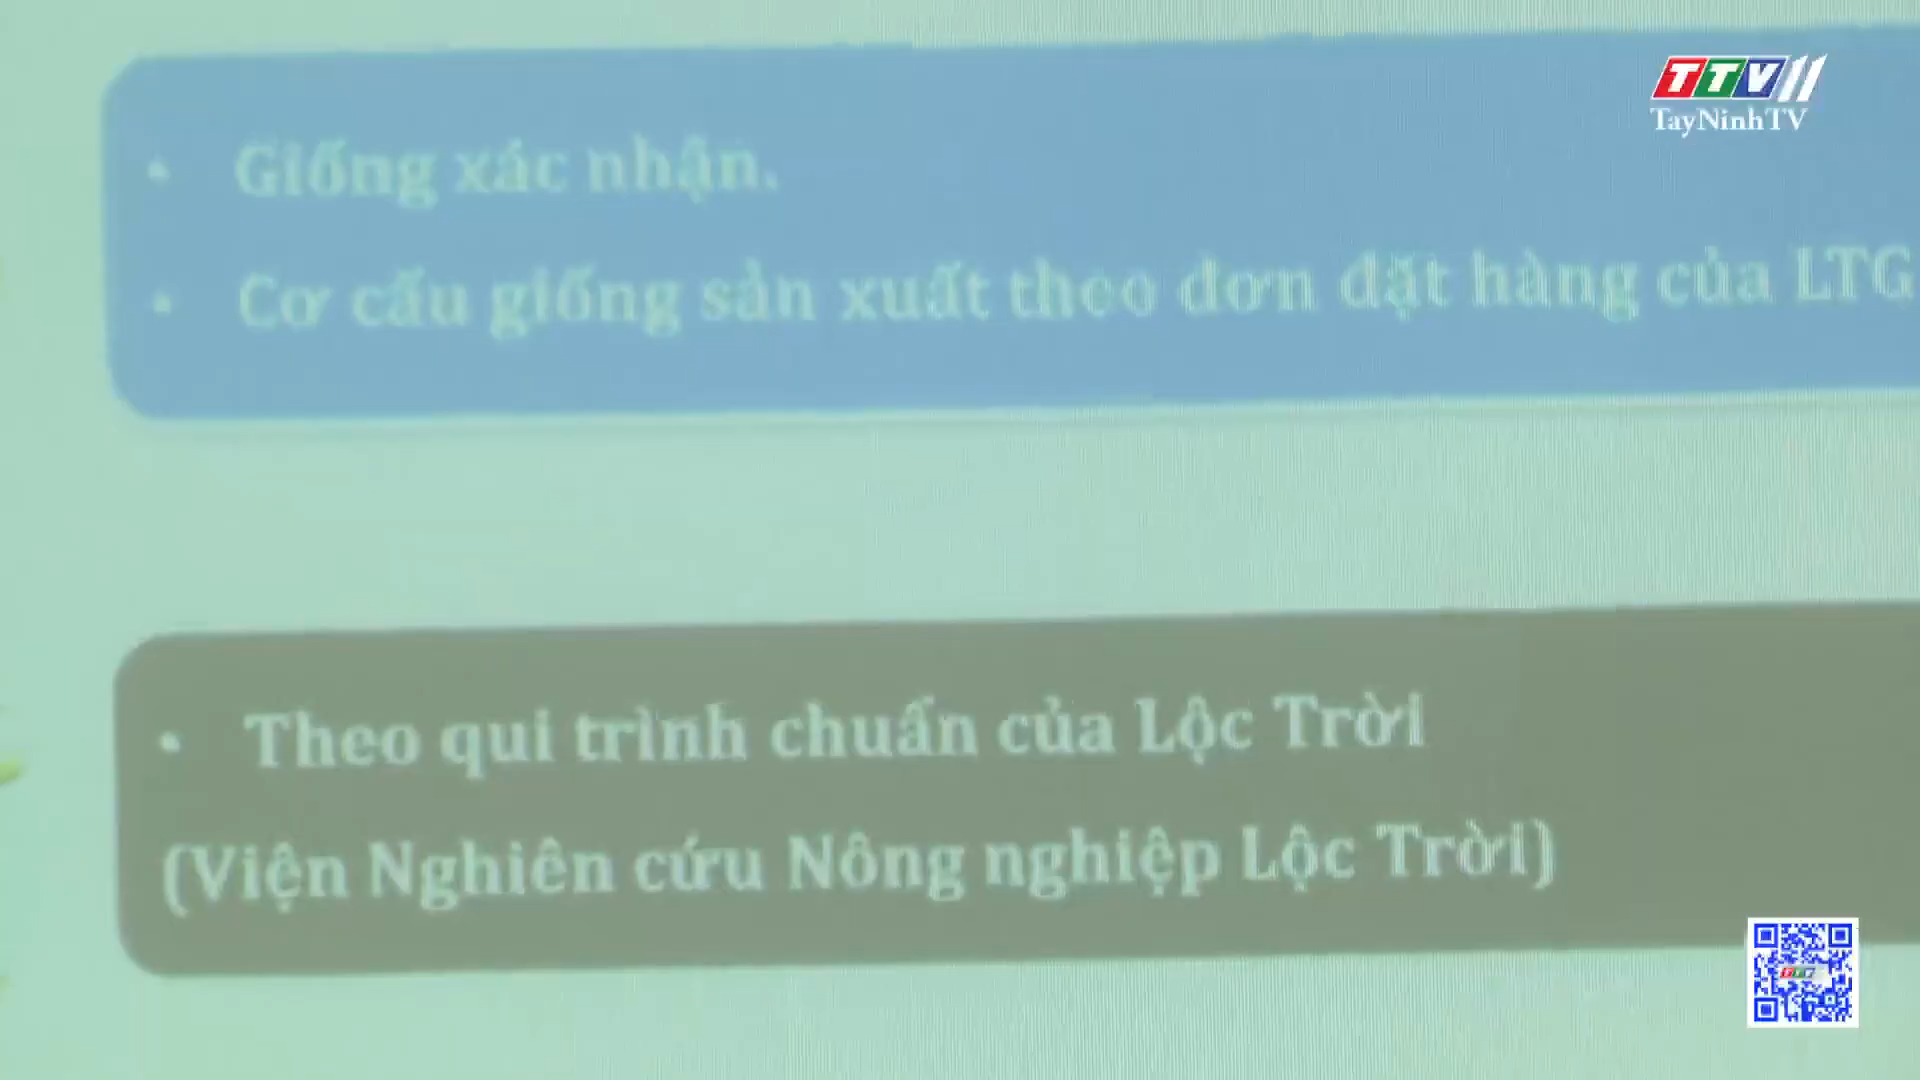 TTV11
TayNinhTV
• Giống xác nhận.
• Cơ cấu giống sản xuất theo đơn đặt hàng của LTG
• Theo qui trình chuẩn của Lộc Trời
(Viện Nghiên cứu Nông nghiệp Lộc Trời)